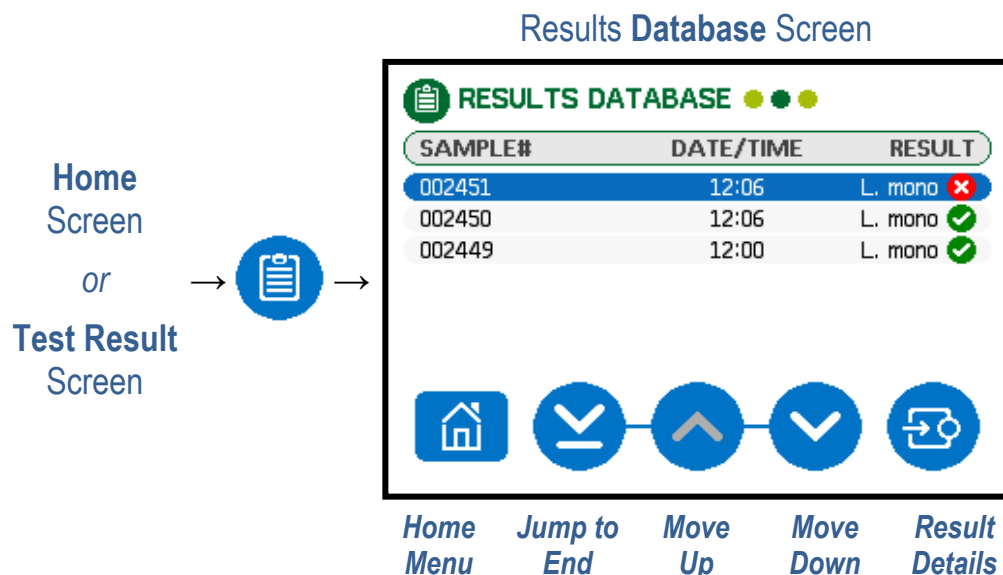 Results Database Screen
Home
Screen
or
Test Result
Screen
RESULTS DATABASE
SAMPLE# DATE/TIME RESULT
002451 12:06 L. mono
002450 12:06 L. mono
002449 12:00 L. mono
Home Menu
Jump to End
Move Up
Move Down
Result Details